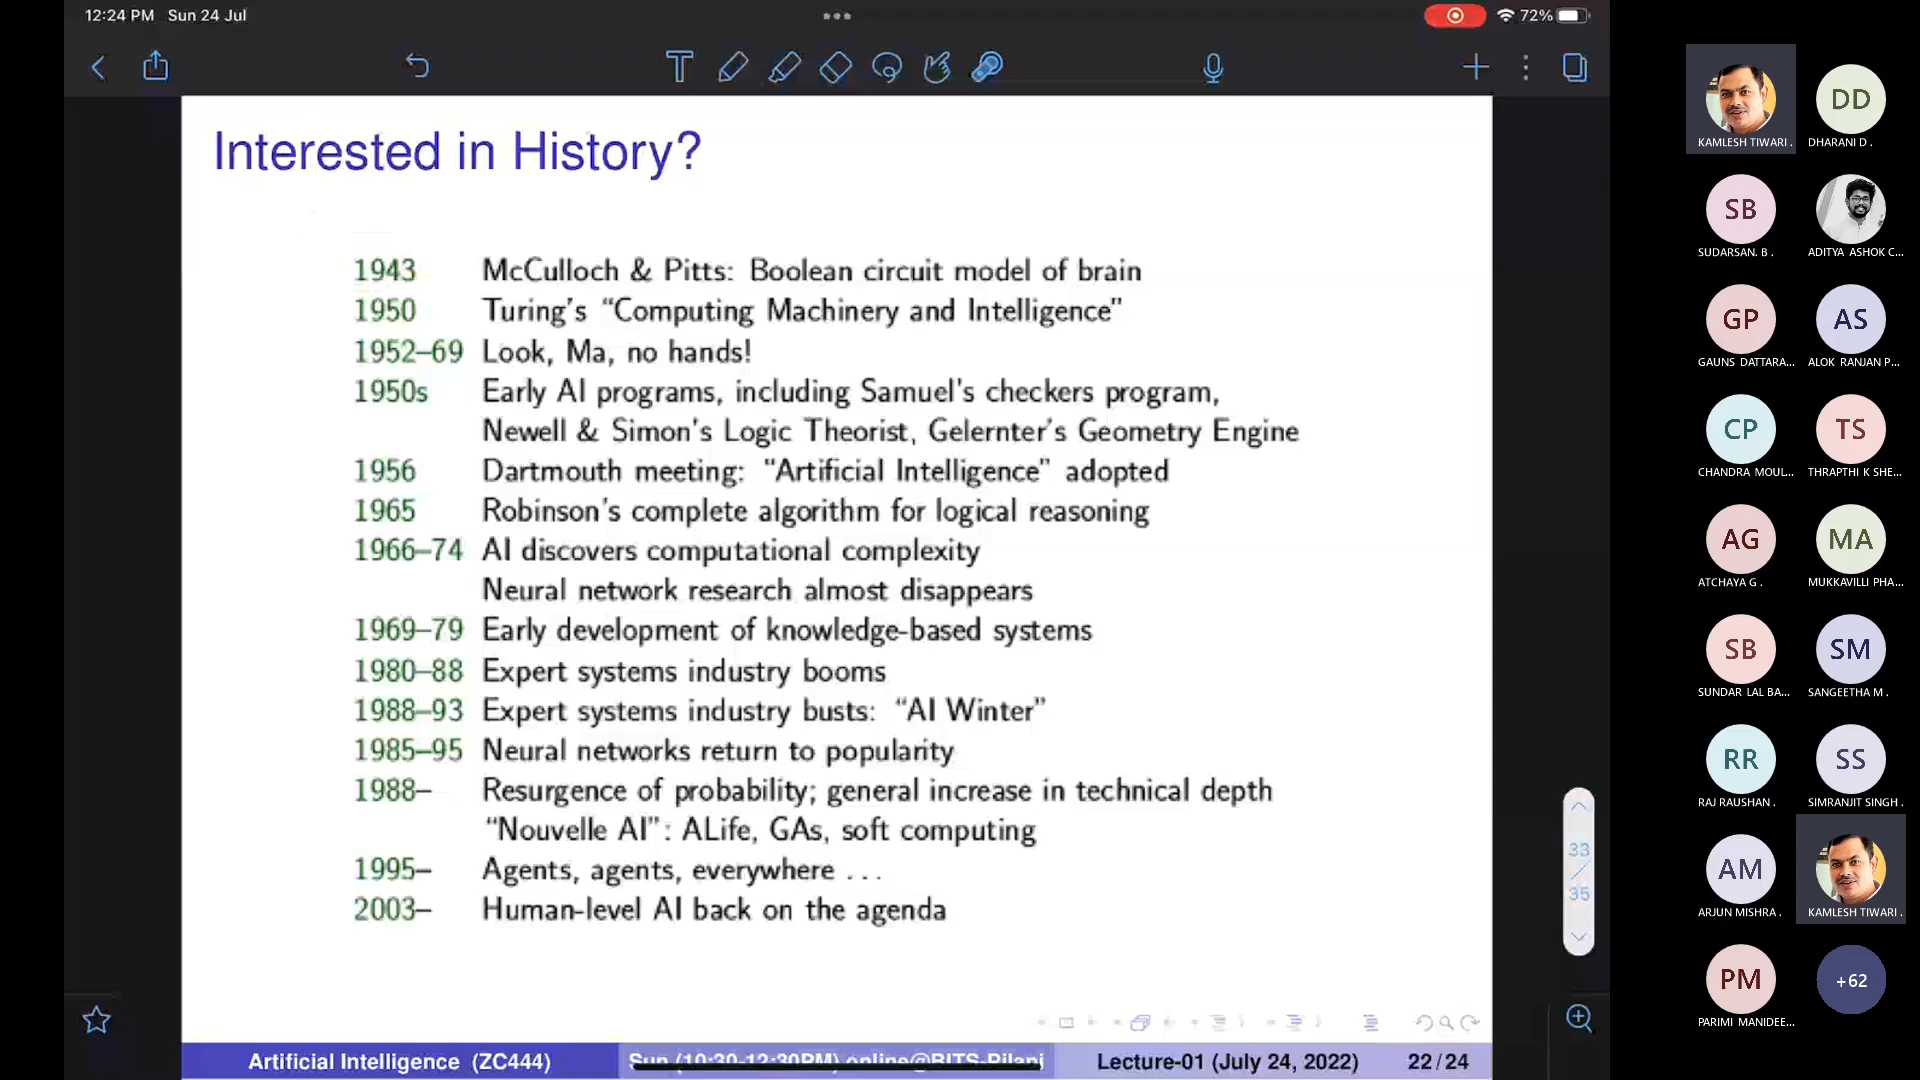 12:24 PM Sun 24 Jul
72%
Interested in History?
1943 McCulloch & Pitts: Boolean circuit model of brain
1950 Turing's “Computing Machinery and Intelligence”
1952–69 Look, Ma, no hands!
1950s Early AI programs, including Samuel's checkers program,
Newell & Simon's Logic Theorist, Gelernter's Geometry Engine
1956 Dartmouth meeting: “Artificial Intelligence” adopted
1965 Robinson's complete algorithm for logical reasoning
1966–74 AI discovers computational complexity
Neural network research almost disappears
1969–79 Early development of knowledge-based systems
1980–88 Expert systems industry booms
1988–93 Expert systems industry busts: “AI Winter”
1985–95 Neural networks return to popularity
1988– Resurgence of probability; general increase in technical depth
“Nouvelle AI”: ALife, GAs, soft computing
1995– Agents, agents, everywhere . . .
2003– Human-level AI back on the agenda
33
35
Artificial Intelligence (ZC444) Sun (10:30-12:30PM) online@BITS-Pilani Lecture-01 (July 24, 2022) 22/24
KAMLESH TIWARI .
DD
DHARANI D .
SB
SUDARSAN. B .
ADITYA ASHOK C...
GP
GAUNS DATTARA...
AS
ALOK RANJAN P...
CP
CHANDRA MOUL...
TS
THRAPTHI K SHE...
AG
ATCHAYA G .
MA
MUKKAVILLI PHA...
SB
SUNDAR LAL BA...
SM
SANGEETHA M .
RR
RAJ RAUSHAN .
SS
SIMRANJIT SINGH .
AM
ARJUN MISHRA .
KAMLESH TIWARI .
PM
PARIMI MANIDEE...
+62